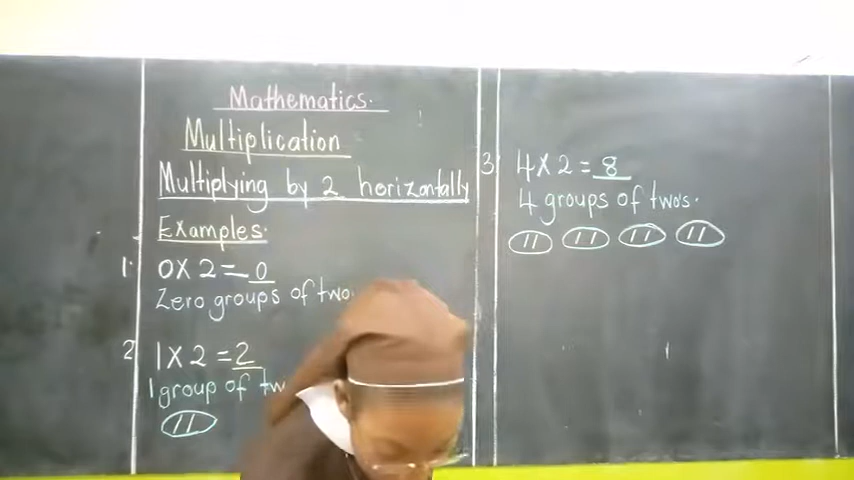 Mathematics.
Multiplication
Multiplying by 2 horizontally
Examples.
1. 0 X 2 = 0
Zero groups of two
2 1 X 2 = 2
1 group of tw
3. 4 X 2 = 8
4 groups of two's.